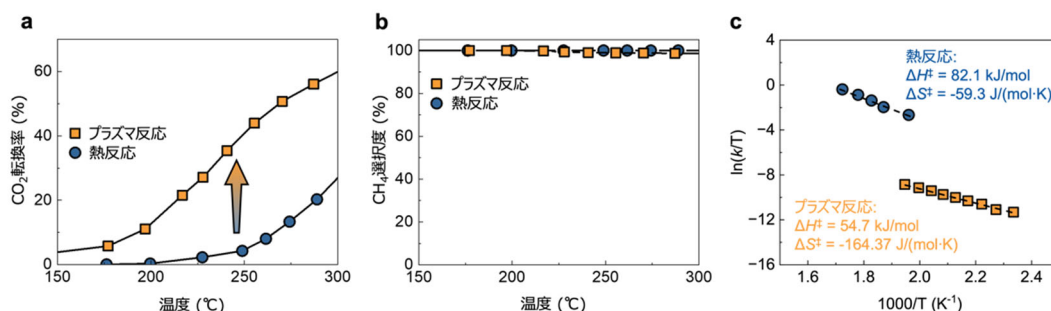 a
60
40
20
0
CO₂転換率 (%)
プラズマ反応
熱反応
150
200
250
300
温度 (℃)
b
100
80
60
40
20
0
CH₄選択度 (%)
プラズマ反応
熱反応
150
200
250
300
温度 (℃)
c
4
0
−4
−8
−12
−16
ln(k/T)
熱反応:
ΔH‡ = 82.1 kJ/mol
ΔS‡ = -59.3 J/(mol·K)
プラズマ反応:
ΔH‡ = 54.7 kJ/mol
ΔS‡ = -164.37 J/(mol·K)
1.6
1.8
2.0
2.2
2.4
1000/T (K⁻¹)